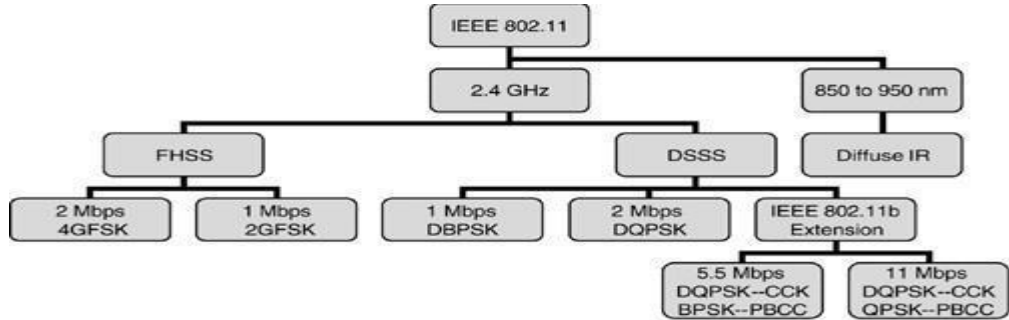 IEEE 802.11
2.4 GHz
850 to 950 nm
FHSS
DSSS
Diffuse IR
2 Mbps
4GFSK
1 Mbps
2GFSK
1 Mbps
DBPSK
2 Mbps
DQPSK
IEEE 802.11b
Extension
5.5 Mbps
DQPSK--CCK
BPSK--PBCC
11 Mbps
DQPSK--CCK
QPSK--PBCC